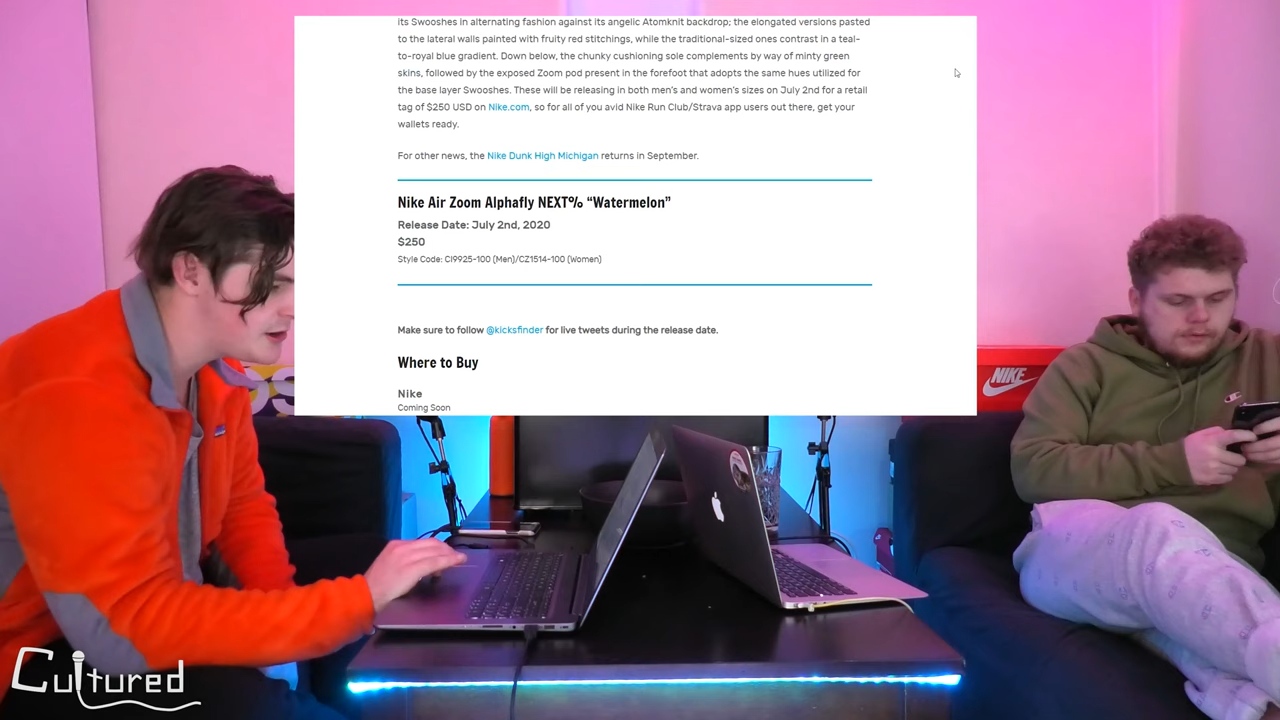 its Swooshes in alternating fashion against its angelic Atomknit backdrop; the elongated versions pasted
to the lateral walls painted with fruity red stitchings, while the traditional-sized ones contrast in a teal-
to-royal blue gradient. Down below, the chunky cushioning sole complements by way of minty green
skins, followed by the exposed Zoom pod present in the forefoot that adopts the same hues utilized for
the base layer Swooshes. These will be releasing in both men's and women's sizes on July 2nd for a retail
tag of $250 USD on Nike.com, so for all of you avid Nike Run Club/Strava app users out there, get your
wallets ready.
For other news, the Nike Dunk High Michigan returns in September.
Nike Air Zoom Alphafly NEXT% “Watermelon”
Release Date: July 2nd, 2020
$250
Style Code: CI9925-100 (Men)/CZ1514-100 (Women)
Make sure to follow @kicksfinder for live tweets during the release date.
Where to Buy
Nike
Coming Soon
NIKE
Cultured